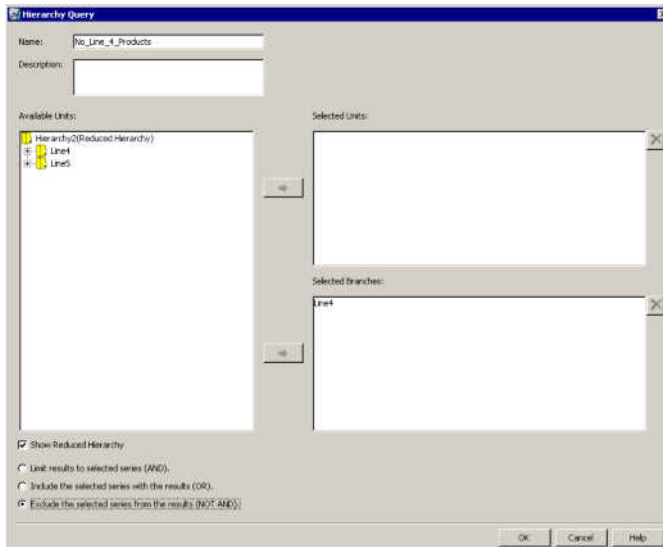 Hierarchy Query
Name: No_Line_4_Products
Description:
Available Units:
Selected Units:
Hierarchy2(Reduced Hierarchy)
Line4
Line5
Selected Branches:
Line4
Show Reduced Hierarchy
Limit results to selected series (AND).
Include the selected series with the results (OR).
Exclude the selected series from the results (NOT AND).
OK Cancel Help